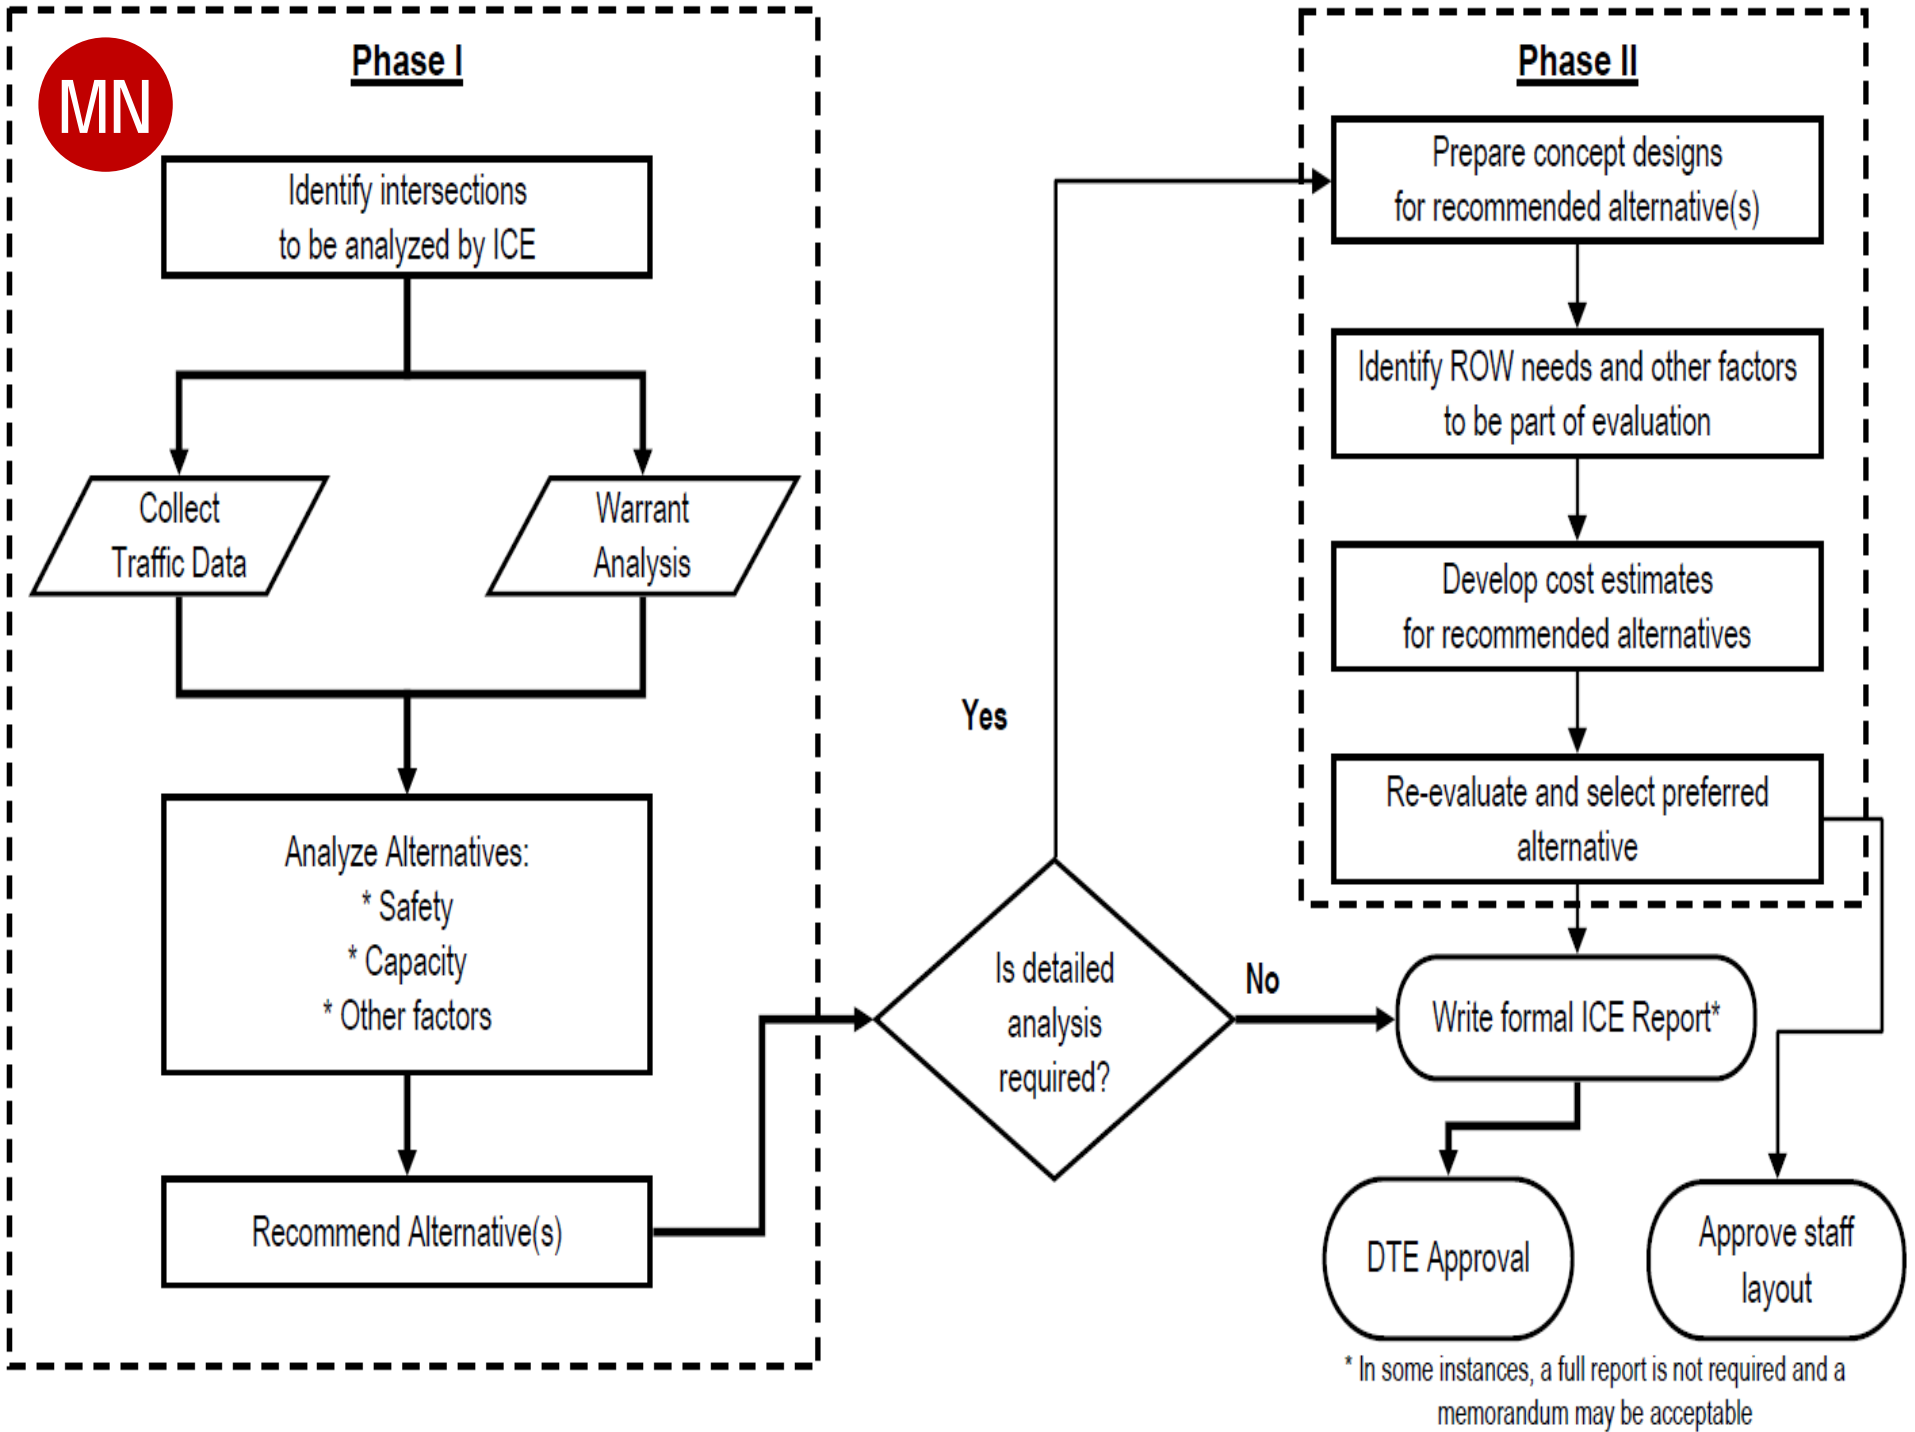 MN
Phase I
Identify intersections
to be analyzed by ICE
Collect
Traffic Data
Warrant
Analysis
Analyze Alternatives:
* Safety
* Capacity
* Other factors
Recommend Alternative(s)
Is detailed
analysis
required?
Yes
No
Phase II
Prepare concept designs
for recommended alternative(s)
Identify ROW needs and other factors
to be part of evaluation
Develop cost estimates
for recommended alternatives
Re-evaluate and select preferred
alternative
Write formal ICE Report*
DTE Approval
Approve staff
layout
* In some instances, a full report is not required and a
memorandum may be acceptable